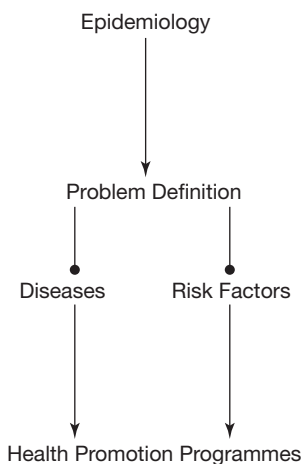 Epidemiology
Problem Definition
Diseases Risk Factors
Health Promotion Programmes